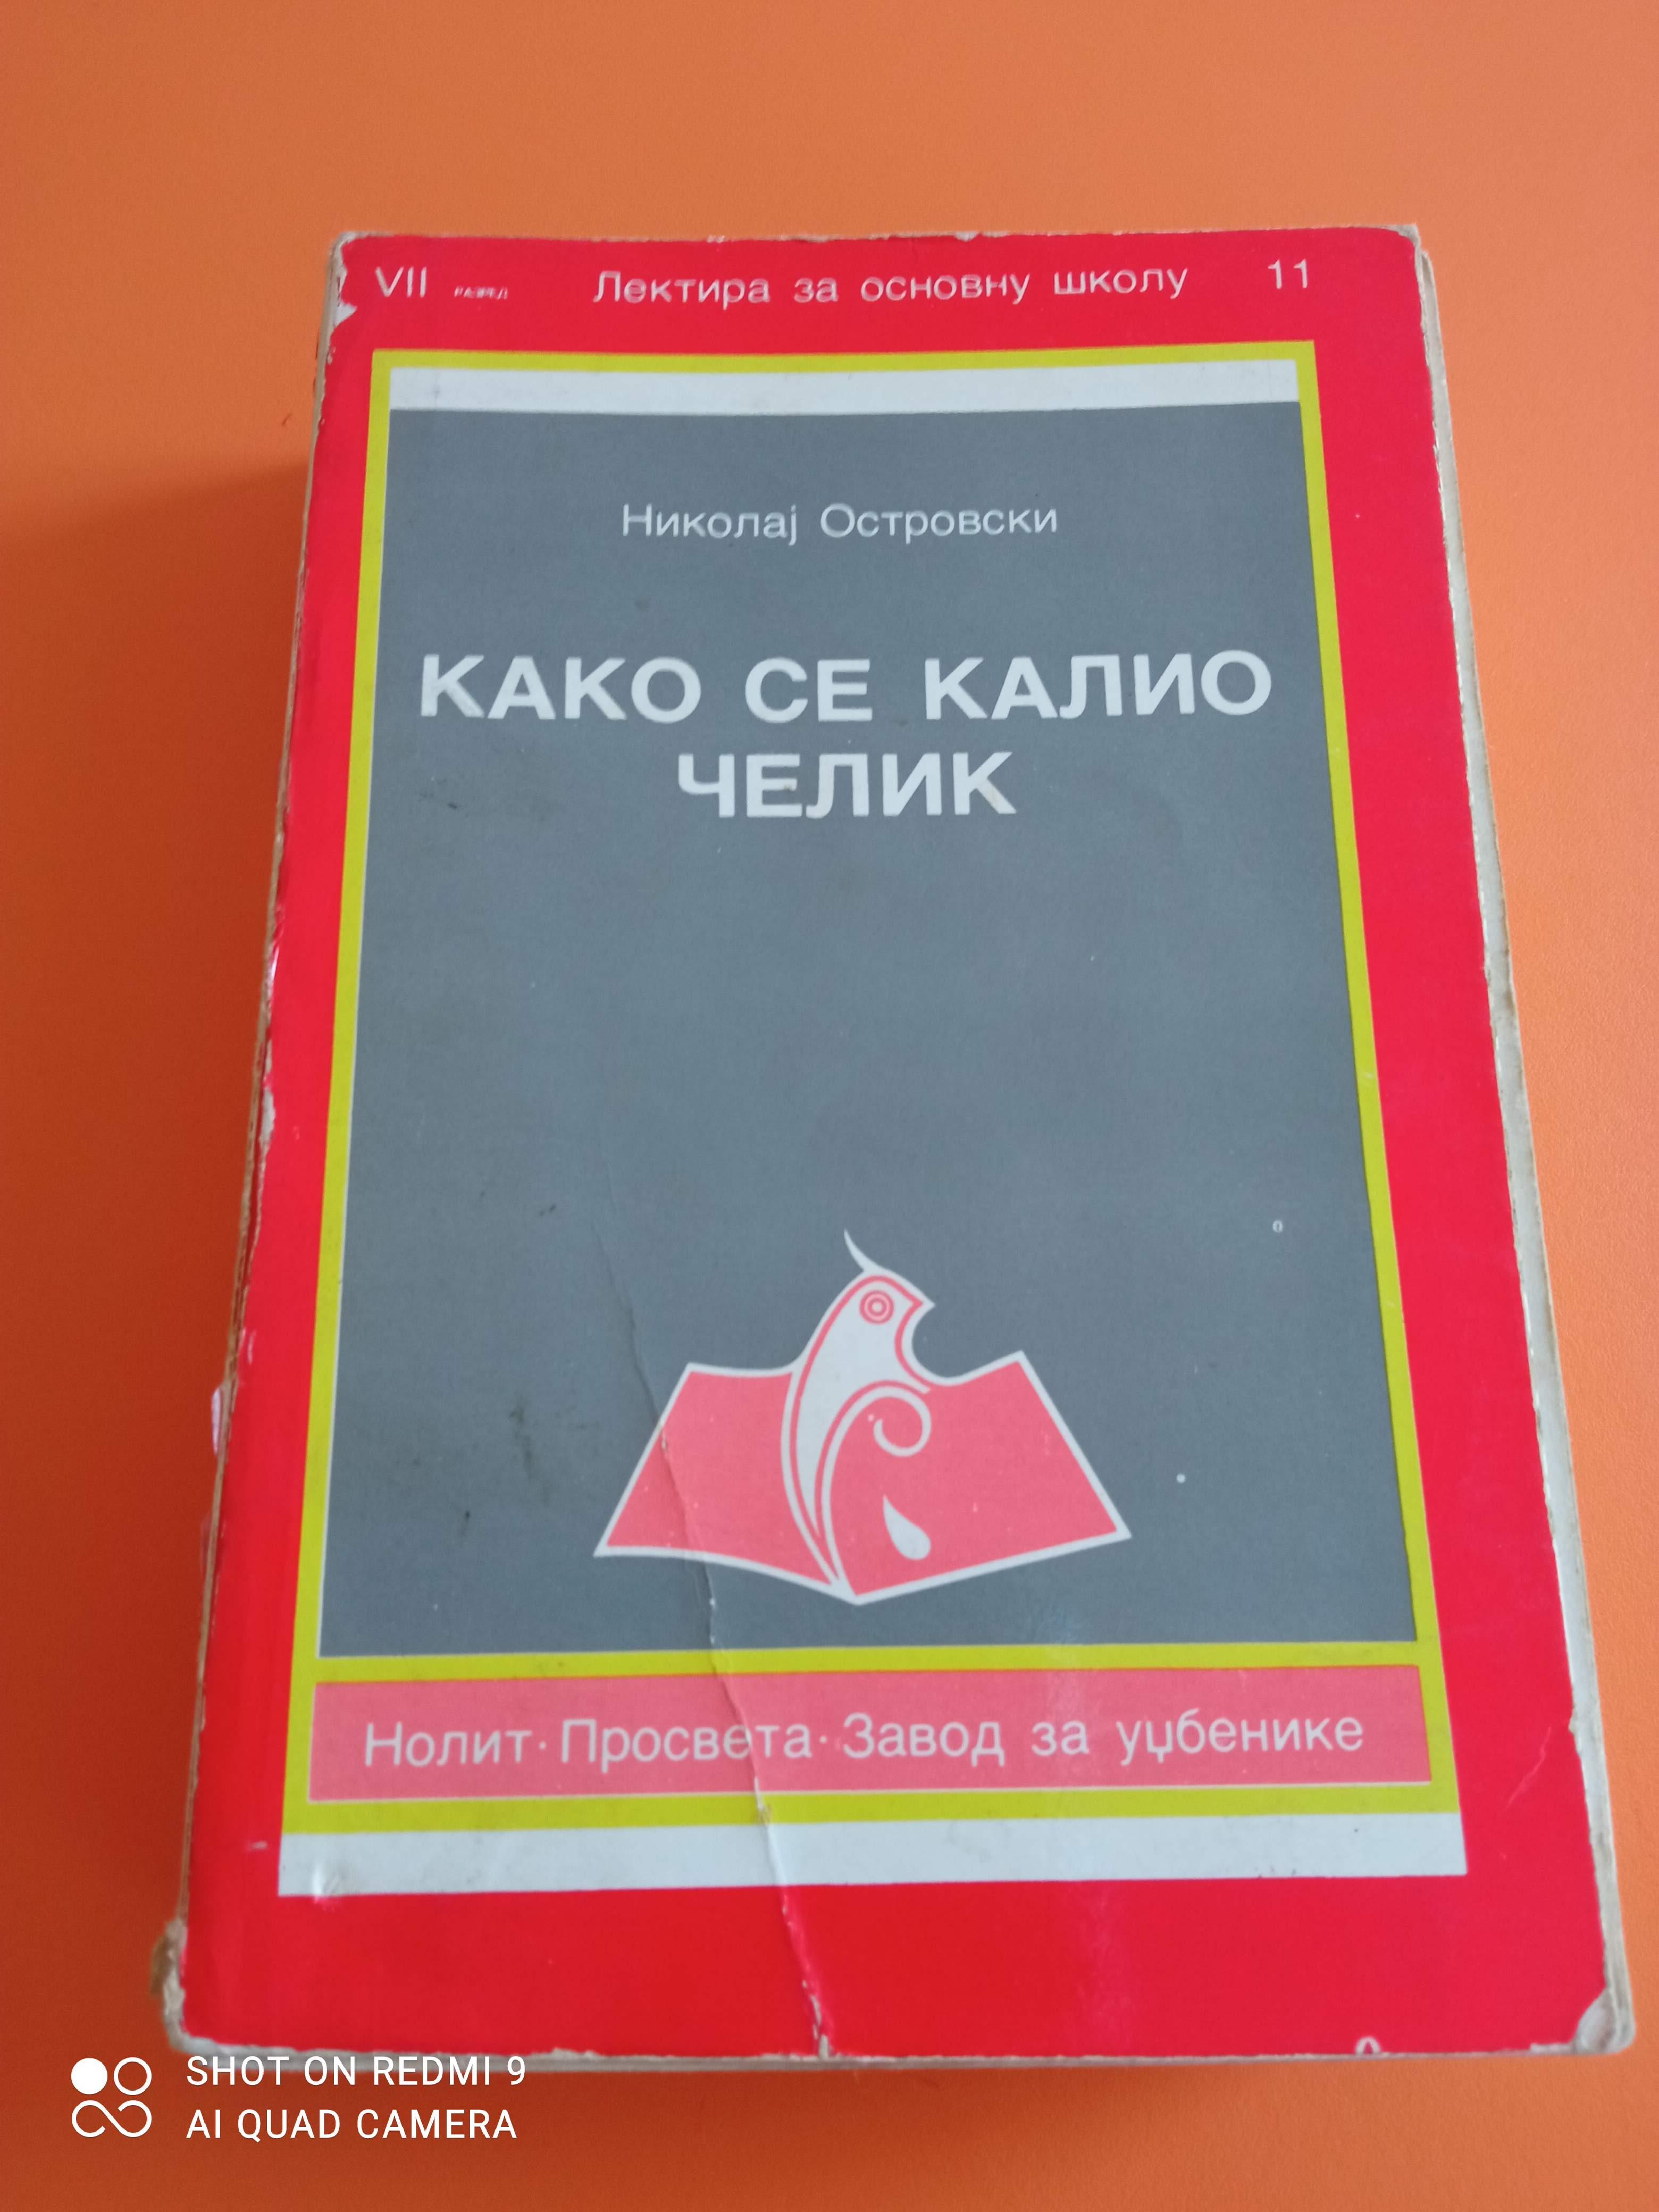 VII РАЗРЕД Лектира за основну школу 11
Николај Островски
КАКО СЕ КАЛИО
ЧЕЛИК
Нолит · Просвета · Завод за уџбенике
SHOT ON REDMI 9
AI QUAD CAMERA